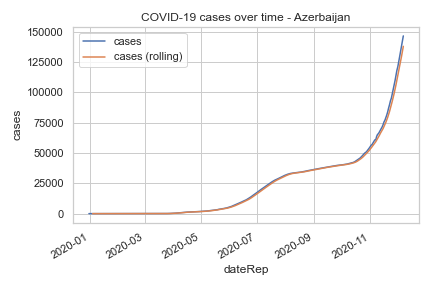 COVID-19 cases over time - Azerbaijan
cases
cases (rolling)
150000
125000
100000
75000
50000
25000
0
cases
2020-01
2020-03
2020-05
2020-07
2020-09
2020-11
dateRep